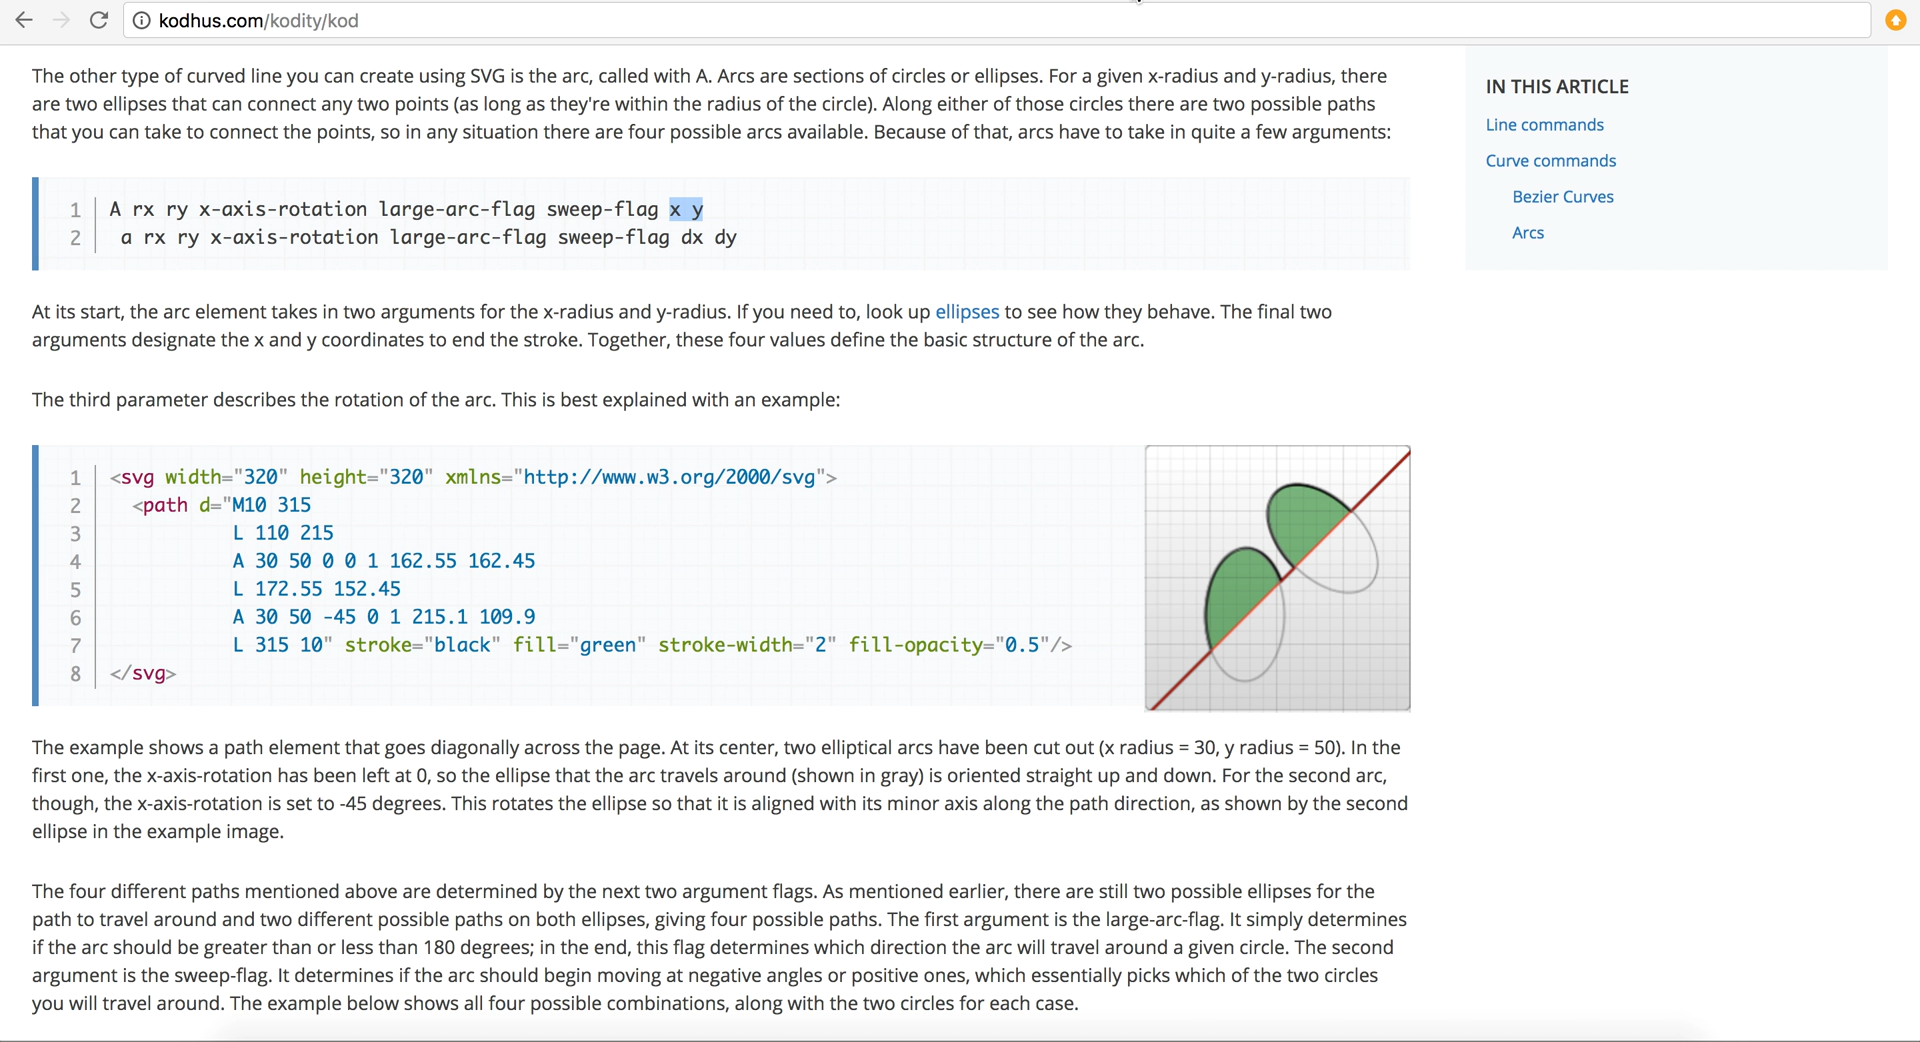 kodhus.com/kodity/kod
The other type of curved line you can create using SVG is the arc, called with A. Arcs are sections of circles or ellipses. For a given x-radius and y-radius, there
are two ellipses that can connect any two points (as long as they're within the radius of the circle). Along either of those circles there are two possible paths
that you can take to connect the points, so in any situation there are four possible arcs available. Because of that, arcs have to take in quite a few arguments:
1 A rx ry x-axis-rotation large-arc-flag sweep-flag x y
2 a rx ry x-axis-rotation large-arc-flag sweep-flag dx dy
At its start, the arc element takes in two arguments for the x-radius and y-radius. If you need to, look up ellipses to see how they behave. The final two
arguments designate the x and y coordinates to end the stroke. Together, these four values define the basic structure of the arc.
The third parameter describes the rotation of the arc. This is best explained with an example:
1 <svg width="320" height="320" xmlns="http://www.w3.org/2000/svg">
2 <path d="M10 315
3 L 110 215
4 A 30 50 0 0 1 162.55 162.45
5 L 172.55 152.45
6 A 30 50 -45 0 1 215.1 109.9
7 L 315 10" stroke="black" fill="green" stroke-width="2" fill-opacity="0.5"/>
8 </svg>
The example shows a path element that goes diagonally across the page. At its center, two elliptical arcs have been cut out (x radius = 30, y radius = 50). In the
first one, the x-axis-rotation has been left at 0, so the ellipse that the arc travels around (shown in gray) is oriented straight up and down. For the second arc,
though, the x-axis-rotation is set to -45 degrees. This rotates the ellipse so that it is aligned with its minor axis along the path direction, as shown by the second
ellipse in the example image.
The four different paths mentioned above are determined by the next two argument flags. As mentioned earlier, there are still two possible ellipses for the
path to travel around and two different possible paths on both ellipses, giving four possible paths. The first argument is the large-arc-flag. It simply determines
if the arc should be greater than or less than 180 degrees; in the end, this flag determines which direction the arc will travel around a given circle. The second
argument is the sweep-flag. It determines if the arc should begin moving at negative angles or positive ones, which essentially picks which of the two circles
you will travel around. The example below shows all four possible combinations, along with the two circles for each case.
IN THIS ARTICLE
Line commands
Curve commands
Bezier Curves
Arcs